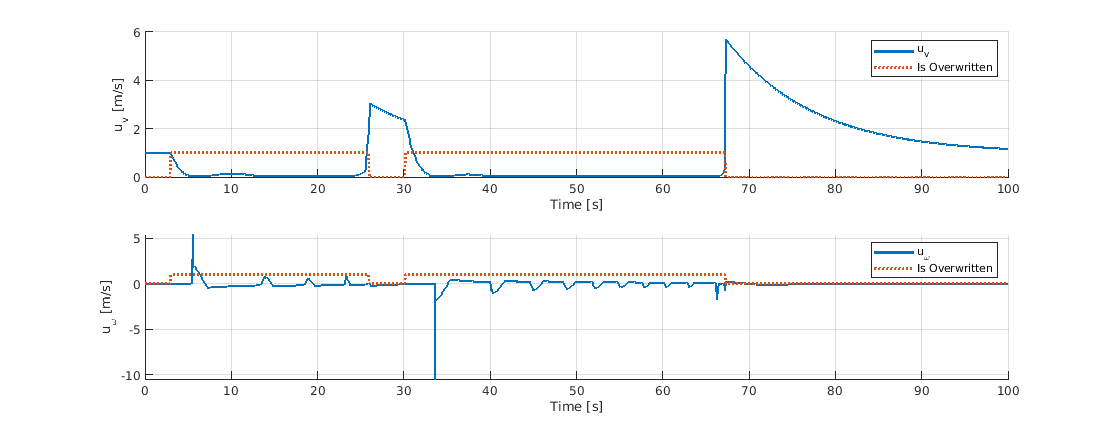 6
4
2
0
u_v [m/s]
u_v
Is Overwritten
0 10 20 30 40 50 60 70 80 90 100
Time [s]
5
0
-5
-10
u_ω [m/s]
u_ω
Is Overwritten
0 10 20 30 40 50 60 70 80 90 100
Time [s]